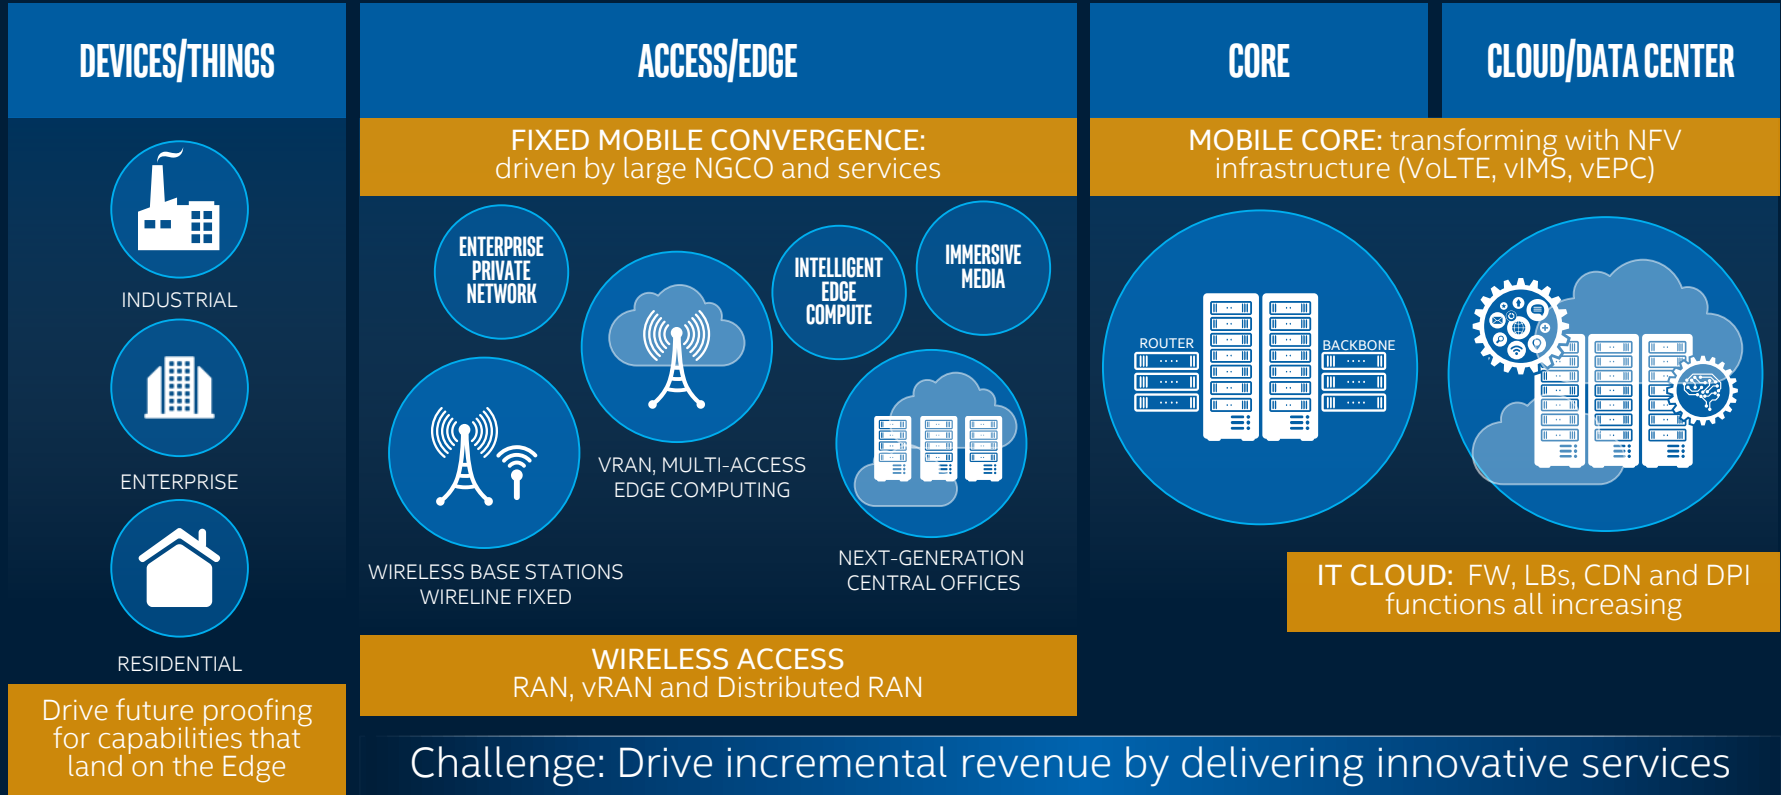 DEVICES/THINGS
ACCESS/EDGE
CORE
CLOUD/DATA CENTER
INDUSTRIAL
ENTERPRISE
RESIDENTIAL
Drive future proofing
for capabilities that
land on the Edge
FIXED MOBILE CONVERGENCE:
driven by large NGCO and services
ENTERPRISE
PRIVATE
NETWORK
INTELLIGENT
EDGE
COMPUTE
IMMERSIVE
MEDIA
VRAN, MULTI-ACCESS
EDGE COMPUTING
WIRELESS BASE STATIONS
WIRELINE FIXED
NEXT-GENERATION
CENTRAL OFFICES
WIRELESS ACCESS
RAN, vRAN and Distributed RAN
MOBILE CORE: transforming with NFV
infrastructure (VoLTE, vIMS, vEPC)
ROUTER
BACKBONE
IT CLOUD: FW, LBs, CDN and DPI
functions all increasing
Challenge: Drive incremental revenue by delivering innovative services